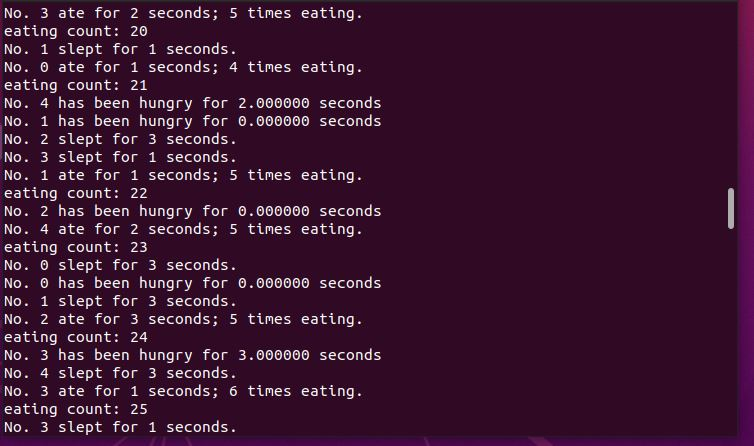 No. 3 ate for 2 seconds; 5 times eating.
eating count: 20
No. 1 slept for 1 seconds.
No. 0 ate for 1 seconds; 4 times eating.
eating count: 21
No. 4 has been hungry for 2.000000 seconds
No. 1 has been hungry for 0.000000 seconds
No. 2 slept for 3 seconds.
No. 3 slept for 1 seconds.
No. 1 ate for 1 seconds; 5 times eating.
eating count: 22
No. 2 has been hungry for 0.000000 seconds
No. 4 ate for 2 seconds; 5 times eating.
eating count: 23
No. 0 slept for 3 seconds.
No. 0 has been hungry for 0.000000 seconds
No. 1 slept for 3 seconds.
No. 2 ate for 3 seconds; 5 times eating.
eating count: 24
No. 3 has been hungry for 3.000000 seconds
No. 4 slept for 3 seconds.
No. 3 ate for 1 seconds; 6 times eating.
eating count: 25
No. 3 slept for 1 seconds.